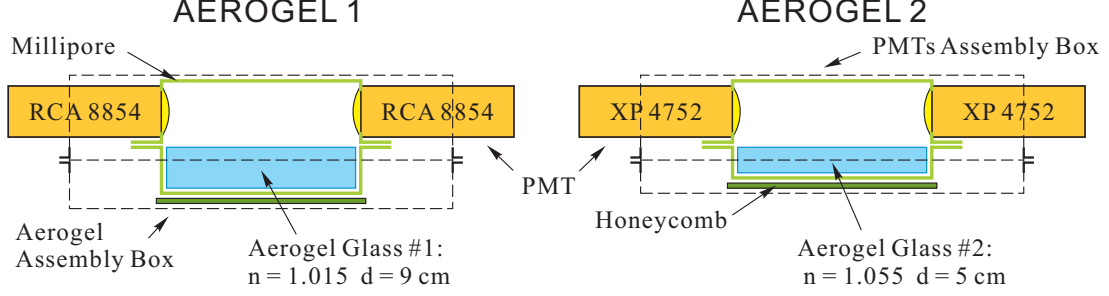 AEROGEL 1
AEROGEL 2
Millipore
PMTs Assembly Box
RCA 8854
RCA 8854
XP 4752
XP 4752
PMT
Honeycomb
Aerogel
Assembly Box
Aerogel Glass #1:
n = 1.015 d = 9 cm
Aerogel Glass #2:
n = 1.055 d = 5 cm